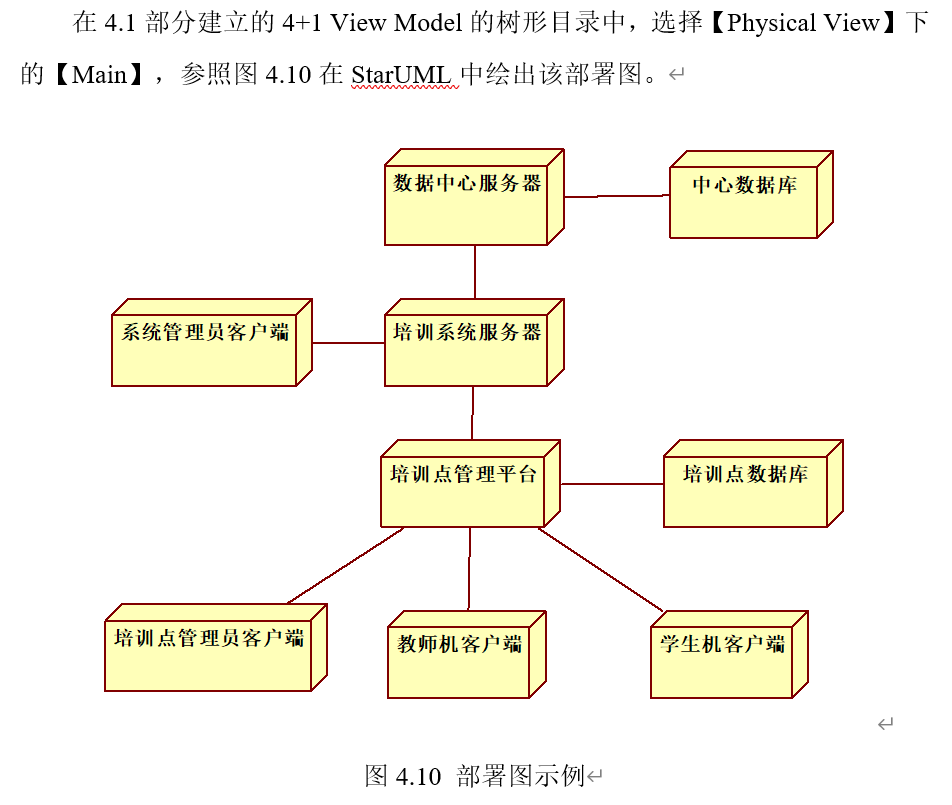 在 4.1 部分建立的 4+1 View Model 的树形目录中，选择【Physical View】下
的【Main】，参照图 4.10 在 StarUML 中绘出该部署图。↵
数据中心服务器
中心数据库
系统管理员客户端
培训系统服务器
培训点管理平台
培训点数据库
培训点管理员客户端
教师机客户端
学生机客户端
↵
图 4.10 部署图示例↵